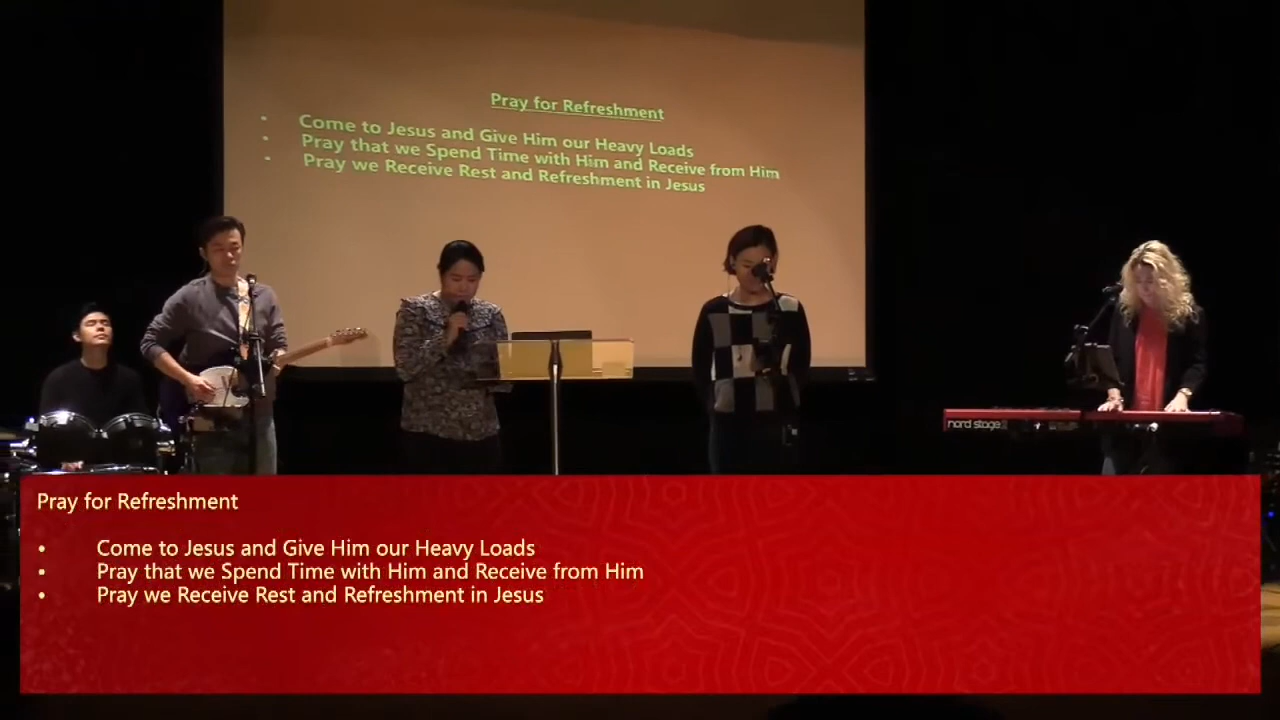 Pray for Refreshment
• Come to Jesus and Give Him our Heavy Loads
• Pray that we Spend Time with Him and Receive from Him
• Pray we Receive Rest and Refreshment in Jesus
nord stage
Pray for Refreshment
• Come to Jesus and Give Him our Heavy Loads
• Pray that we Spend Time with Him and Receive from Him
• Pray we Receive Rest and Refreshment in Jesus